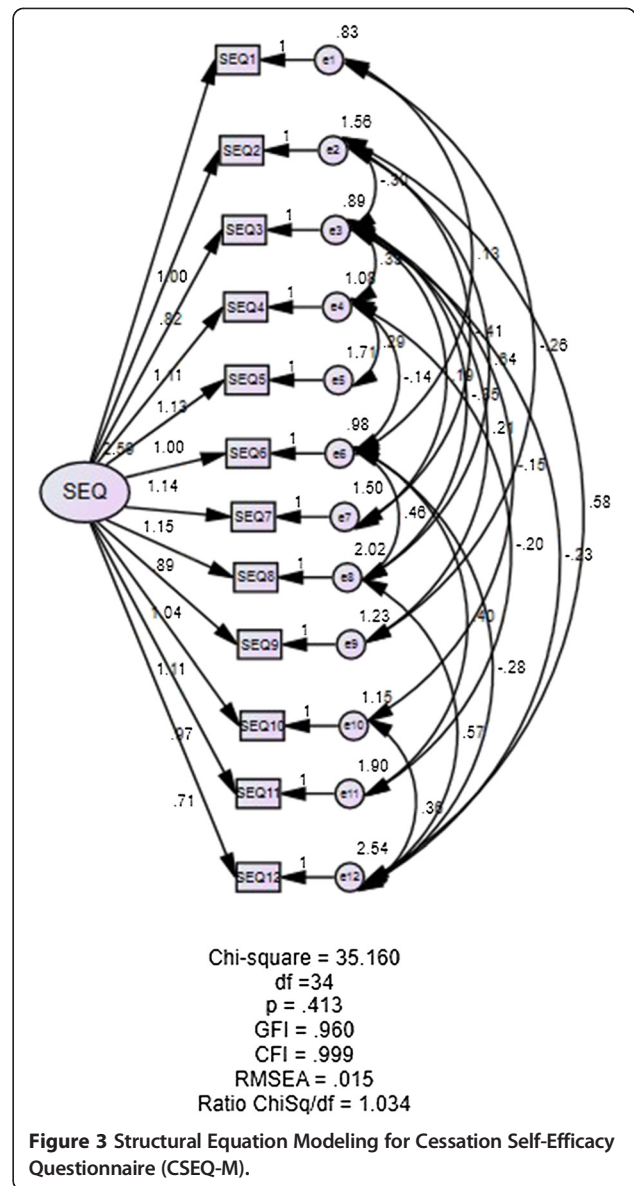 .83
1
SEQ1
e1
1.56
1
SEQ2
e2
-.30
.89
1
SEQ3
e3
.13
1.08
1
1.00
SEQ4
e4
.82
.29
-.41
-.26
1.71
1
1.11
SEQ5
e5
-.14
.19
1.13
.21
2.59
1.00
.98
1
SEQ6
e6
-.15
SEQ
1.14
1.50
.46
.58
1
SEQ7
e7
1.15
2.02
-.20
-.23
1
.89
SEQ8
e8
1.04
1.23
.40
1
SEQ9
e9
1.11
-.28
1.15
.97
1
SEQ10
e10
.57
1.90
.71
1
SEQ11
e11
2.54
1
SEQ12
e12
Chi-square = 35.160
df =34
p = .413
GFI = .960
CFI = .999
RMSEA = .015
Ratio ChiSq/df = 1.034
Figure 3 Structural Equation Modeling for Cessation Self-Efficacy
Questionnaire (CSEQ-M).